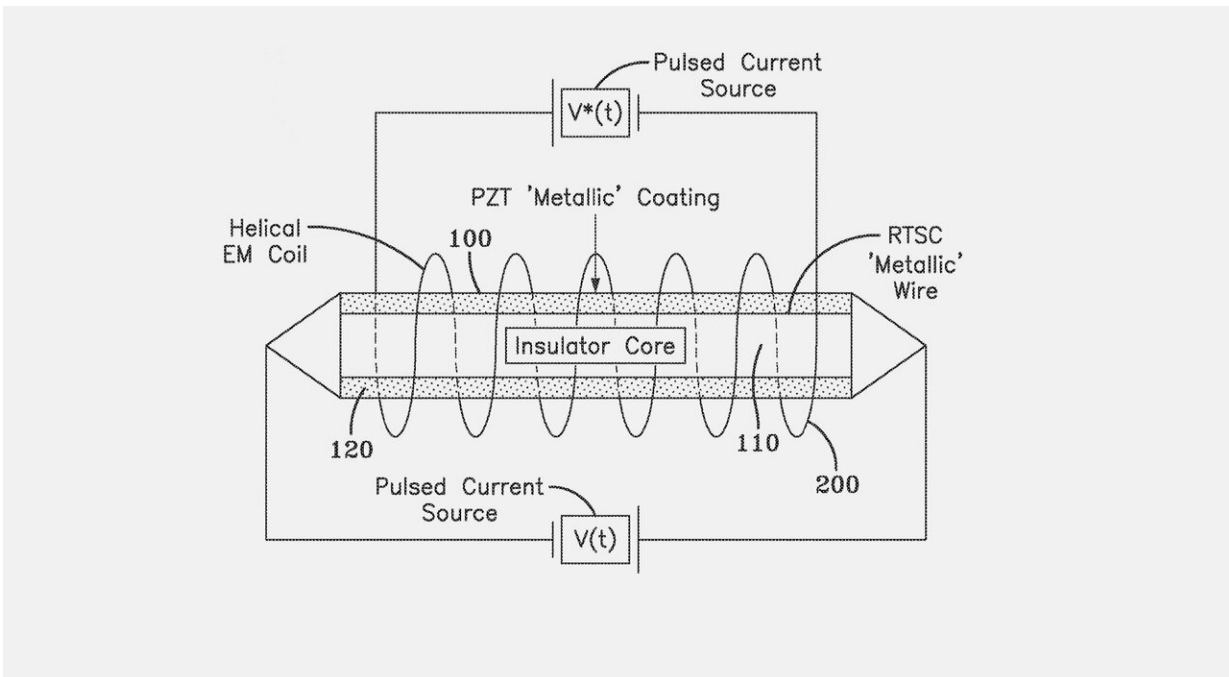 Pulsed Current
Source
V*(t)
PZT 'Metallic' Coating
Helical
EM Coil
100
RTSC
'Metallic'
Wire
Insulator Core
120
110
200
Pulsed Current
Source
V(t)